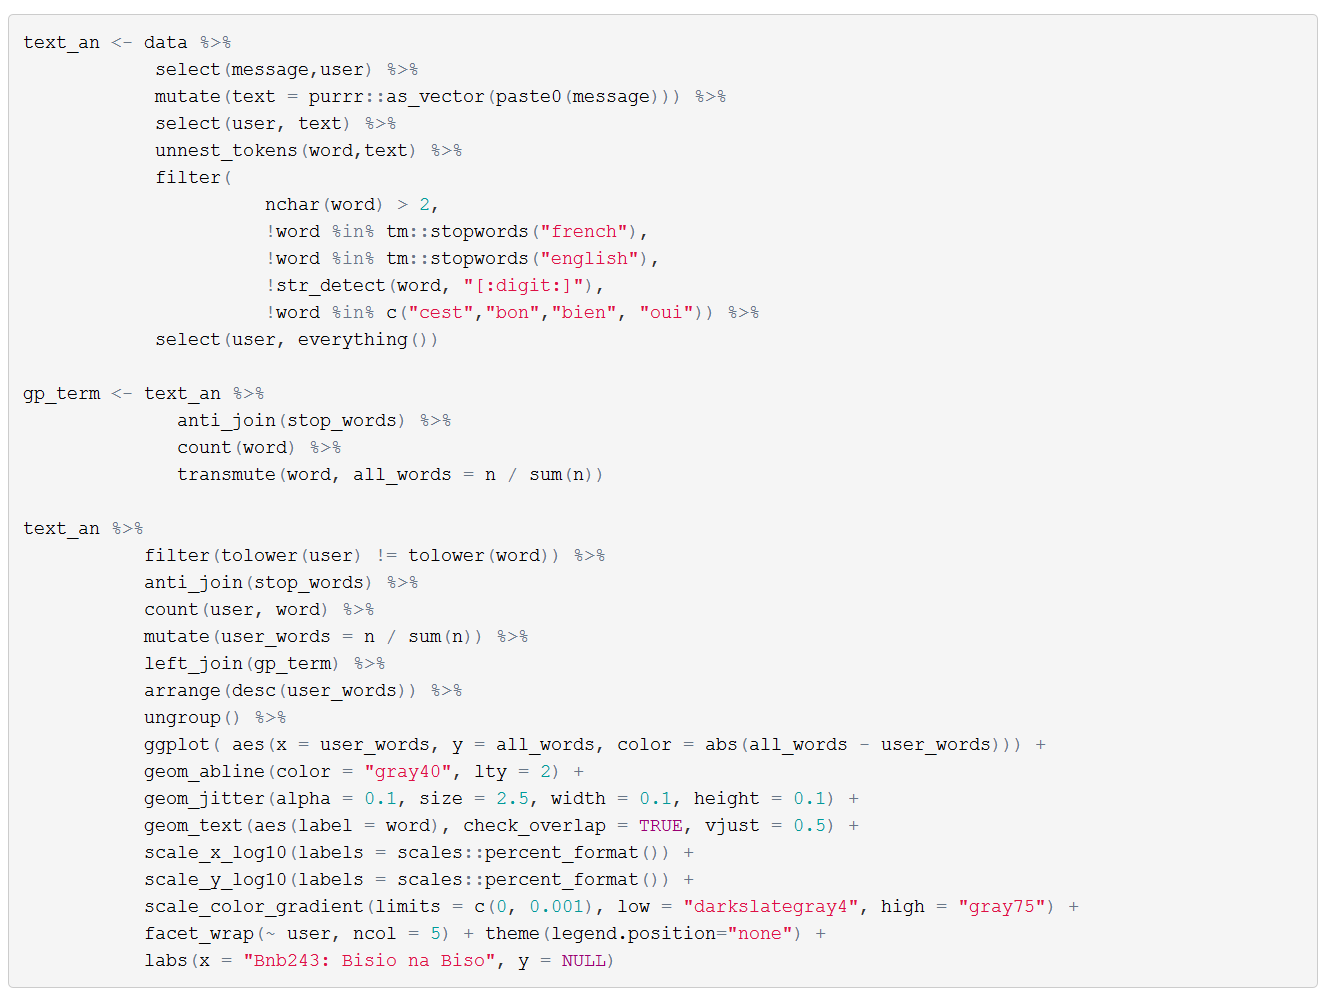 text_an <- data %>%
select(message,user) %>%
mutate(text = purrr::as_vector(paste0(message))) %>%
select(user, text) %>%
unnest_tokens(word,text) %>%
filter(
nchar(word) > 2,
!word %in% tm::stopwords("french"),
!word %in% tm::stopwords("english"),
!str_detect(word, "[:digit:]"),
!word %in% c("cest","bon","bien", "oui")) %>%
select(user, everything())
gp_term <- text_an %>%
anti_join(stop_words) %>%
count(word) %>%
transmute(word, all_words = n / sum(n))
text_an %>%
filter(tolower(user) != tolower(word)) %>%
anti_join(stop_words) %>%
count(user, word) %>%
mutate(user_words = n / sum(n)) %>%
left_join(gp_term) %>%
arrange(desc(user_words)) %>%
ungroup() %>%
ggplot( aes(x = user_words, y = all_words, color = abs(all_words - user_words))) +
geom_abline(color = "gray40", lty = 2) +
geom_jitter(alpha = 0.1, size = 2.5, width = 0.1, height = 0.1) +
geom_text(aes(label = word), check_overlap = TRUE, vjust = 0.5) +
scale_x_log10(labels = scales::percent_format()) +
scale_y_log10(labels = scales::percent_format()) +
scale_color_gradient(limits = c(0, 0.001), low = "darkslategray4", high = "gray75") +
facet_wrap(~ user, ncol = 5) + theme(legend.position="none") +
labs(x = "Bnb243: Bisio na Biso", y = NULL)